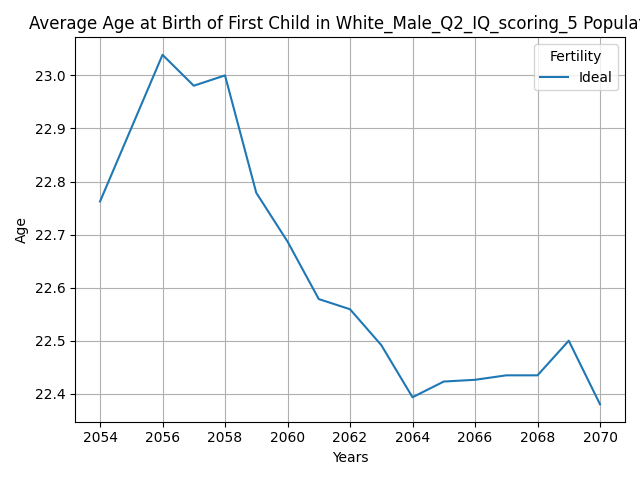 Average Age at Birth of First Child in White_Male_Q2_IQ_scoring_5 Populat
Fertility
Ideal
23.0
22.9
22.8
22.7
22.6
22.5
22.4
Age
2054 2056 2058 2060 2062 2064 2066 2068 2070
Years